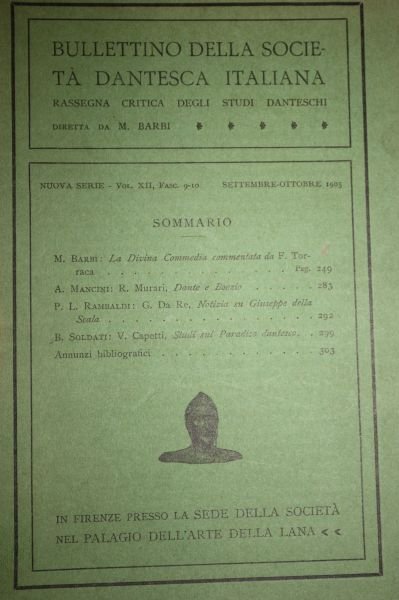 BULLETTINO DELLA SOCIE-
TÀ DANTESCA ITALIANA
RASSEGNA CRITICA DEGLI STUDI DANTESCHI
DIRETTA DA M. BARBI
NUOVA SERIE - VOL. XII, FASC. 9-10 SETTEMBRE-OTTOBRE 1905
SOMMARIO
M. BARBI: La Divina Commedia commentata da F. Tor-
raca . . . . . . . . . . . Pag. 249
A. MANCINI: R. Murari, Dante e Boezio . . . . . 283
P. L. RAMBALDI: G. Da Re, Notizia su Giuseppe della
Scala . . . . . . . . . . . 292
B. SOLDATI: V. Capetti, Studi sul Paradiso dantesco. . 299
Annunzi bibliografici . . . . . . . . . 303
IN FIRENZE PRESSO LA SEDE DELLA SOCIETÀ
NEL PALAGIO DELL'ARTE DELLA LANA